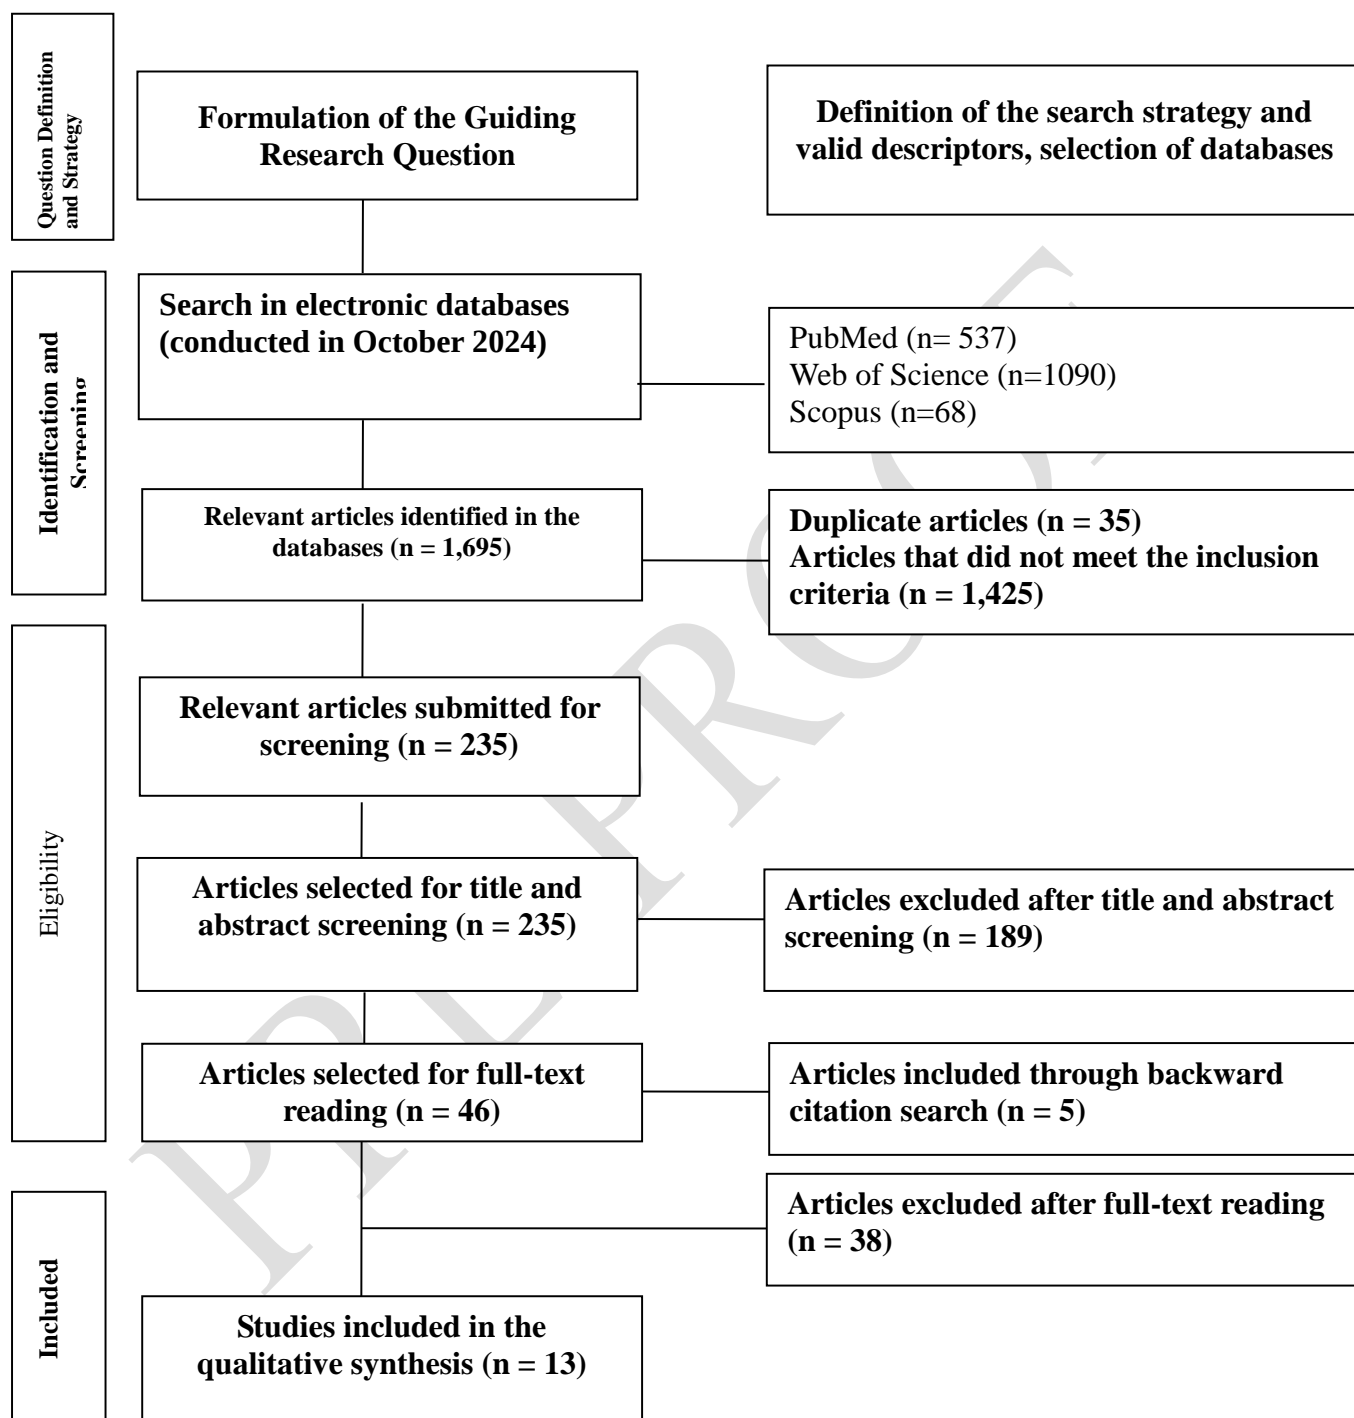 Question Definition
and Strategy
Formulation of the Guiding
Research Question
Definition of the search strategy and
valid descriptors, selection of databases
Identification and
Screening
Search in electronic databases
(conducted in October 2024)
PubMed (n= 537)
Web of Science (n=1090)
Scopus (n=68)
Relevant articles identified in the
databases (n = 1,695)
Duplicate articles (n = 35)
Articles that did not meet the inclusion
criteria (n = 1,425)
Eligibility
Relevant articles submitted for
screening (n = 235)
Articles selected for title and
abstract screening (n = 235)
Articles excluded after title and abstract
screening (n = 189)
Articles selected for full-text
reading (n = 46)
Articles included through backward
citation search (n = 5)
Articles excluded after full-text reading
(n = 38)
Included
Studies included in the
qualitative synthesis (n = 13)
PRE PROOF